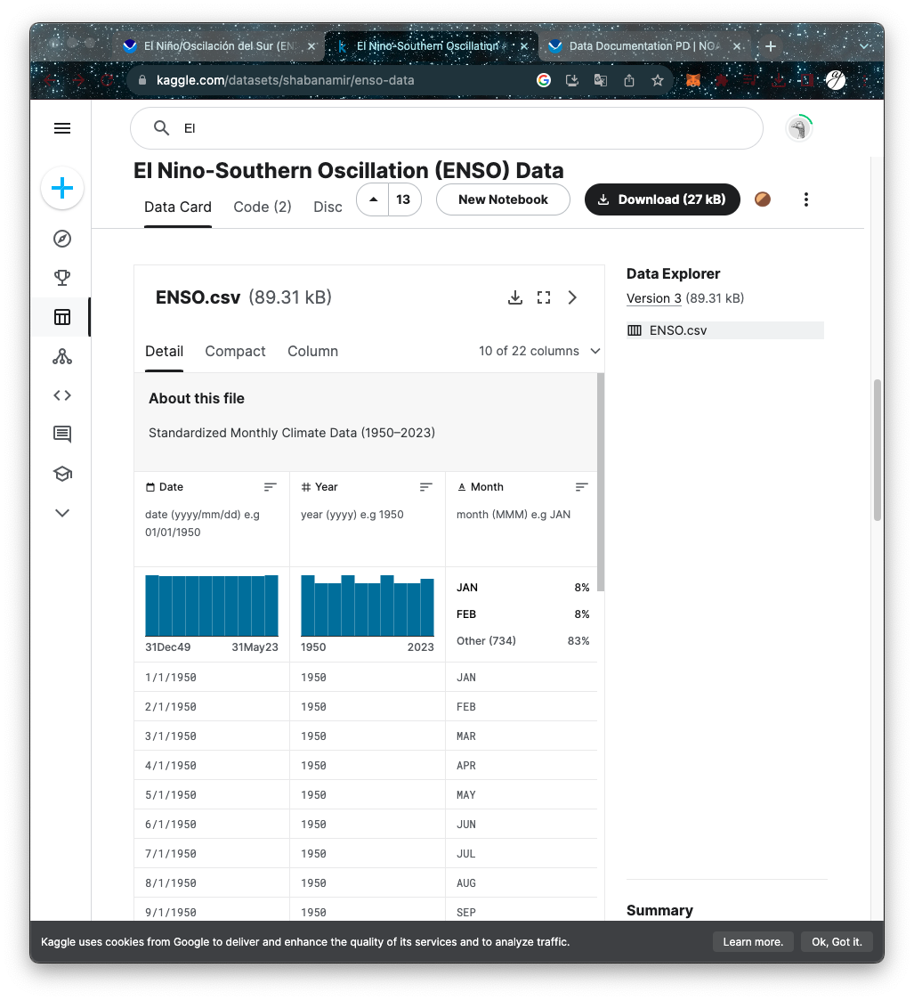 El Niño/Oscilación del Sur (EN
El Nino-Southern Oscillation
Data Documentation PD | NOA
kaggle.com/datasets/shabanamir/enso-data
El
El Nino-Southern Oscillation (ENSO) Data
Data Card Code (2) Disc 13 New Notebook Download (27 kB)
ENSO.csv (89.31 kB)
Detail Compact Column 10 of 22 columns
About this file
Standardized Monthly Climate Data (1950–2023)
Date Year Month
date (yyyy/mm/dd) e.g year (yyyy) e.g 1950 month (MMM) e.g JAN
01/01/1950
JAN 8%
FEB 8%
Other (734) 83%
31Dec49 31May23 1950 2023
1/1/1950 1950 JAN
2/1/1950 1950 FEB
3/1/1950 1950 MAR
4/1/1950 1950 APR
5/1/1950 1950 MAY
6/1/1950 1950 JUN
7/1/1950 1950 JUL
8/1/1950 1950 AUG
9/1/1950 1950 SEP
Data Explorer
Version 3 (89.31 kB)
ENSO.csv
Summary
Kaggle uses cookies from Google to deliver and enhance the quality of its services and to analyze traffic. Learn more. Ok, Got it.